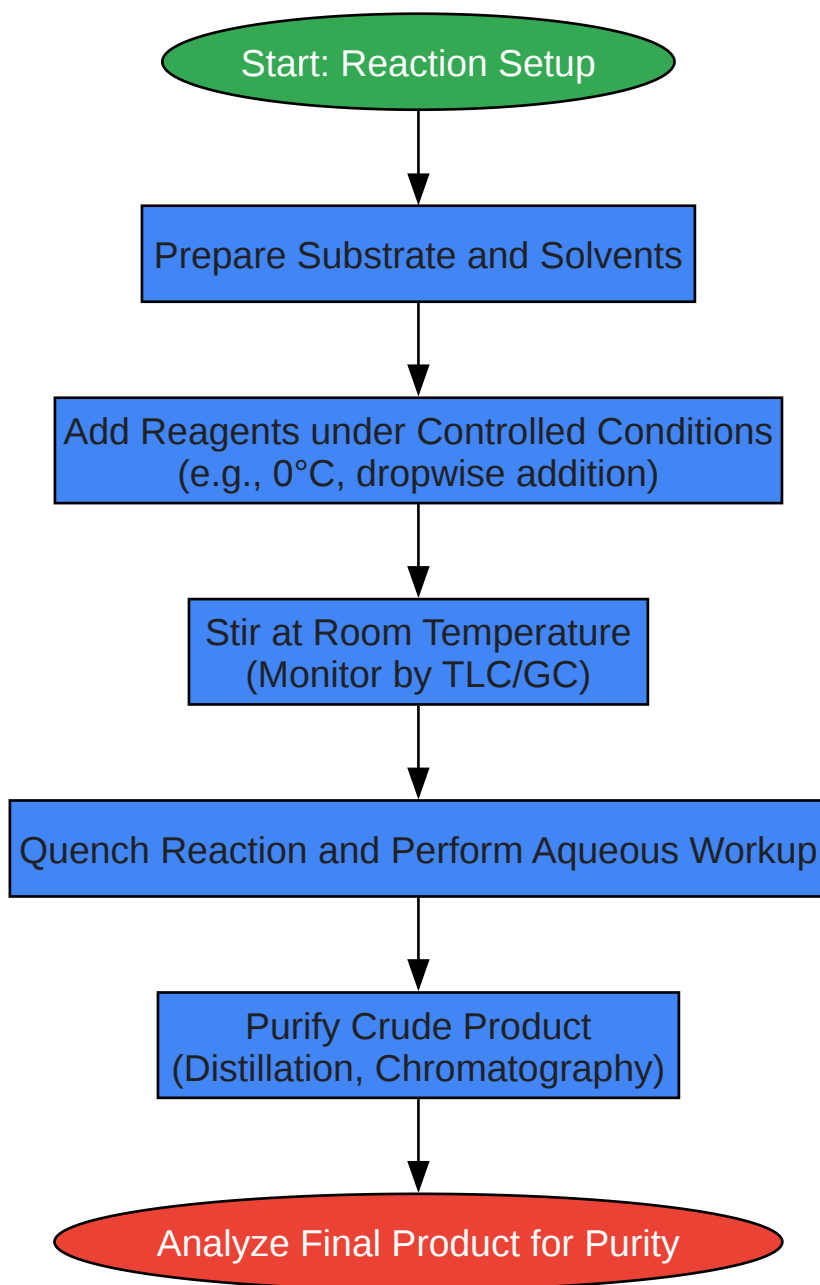 Start: Reaction Setup
Prepare Substrate and Solvents
Add Reagents under Controlled Conditions
(e.g., 0°C, dropwise addition)
Stir at Room Temperature
(Monitor by TLC/GC)
Quench Reaction and Perform Aqueous Workup
Purify Crude Product
(Distillation, Chromatography)
Analyze Final Product for Purity